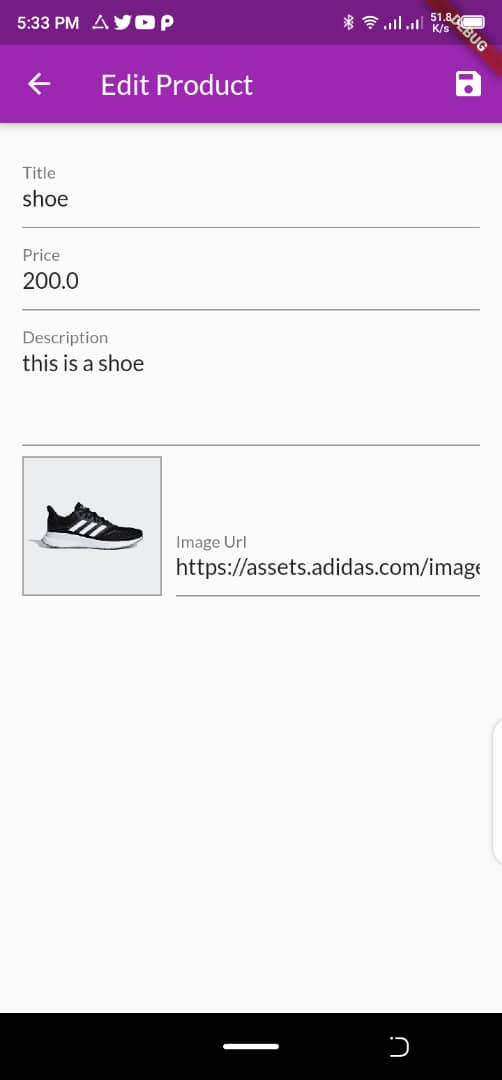 5:33 PM
51.8
K/s
DEBUG
Edit Product
Title
shoe
Price
200.0
Description
this is a shoe
Image Url
https://assets.adidas.com/image